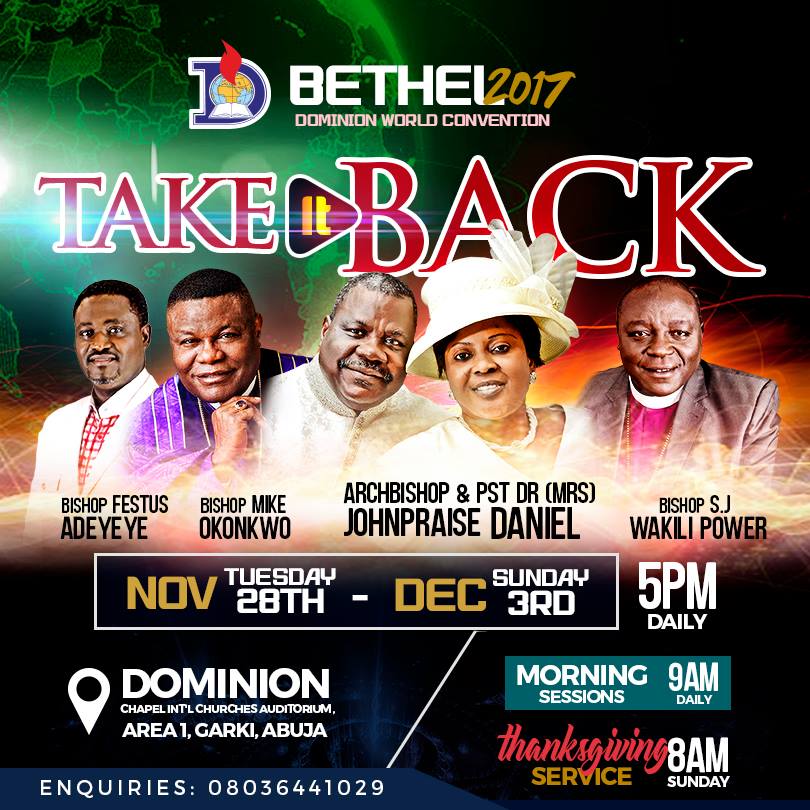 D
BETHEL 2017
DOMINION WORLD CONVENTION
TAKE It BACK
BISHOP FESTUS
ADEYEYE
BISHOP MIKE
OKONKWO
ARCHBISHOP & PST DR (MRS)
JOHNPRAISE DANIEL
BISHOP S.J
WAKILI POWER
NOV TUESDAY 28TH - DEC SUNDAY 3RD
5PM
DAILY
DOMINION
CHAPEL INT'L CHURCHES AUDITORIUM,
AREA 1, GARKI, ABUJA
MORNING
SESSIONS
9AM
DAILY
thanksgiving
SERVICE
8AM
SUNDAY
ENQUIRIES: 08036441029